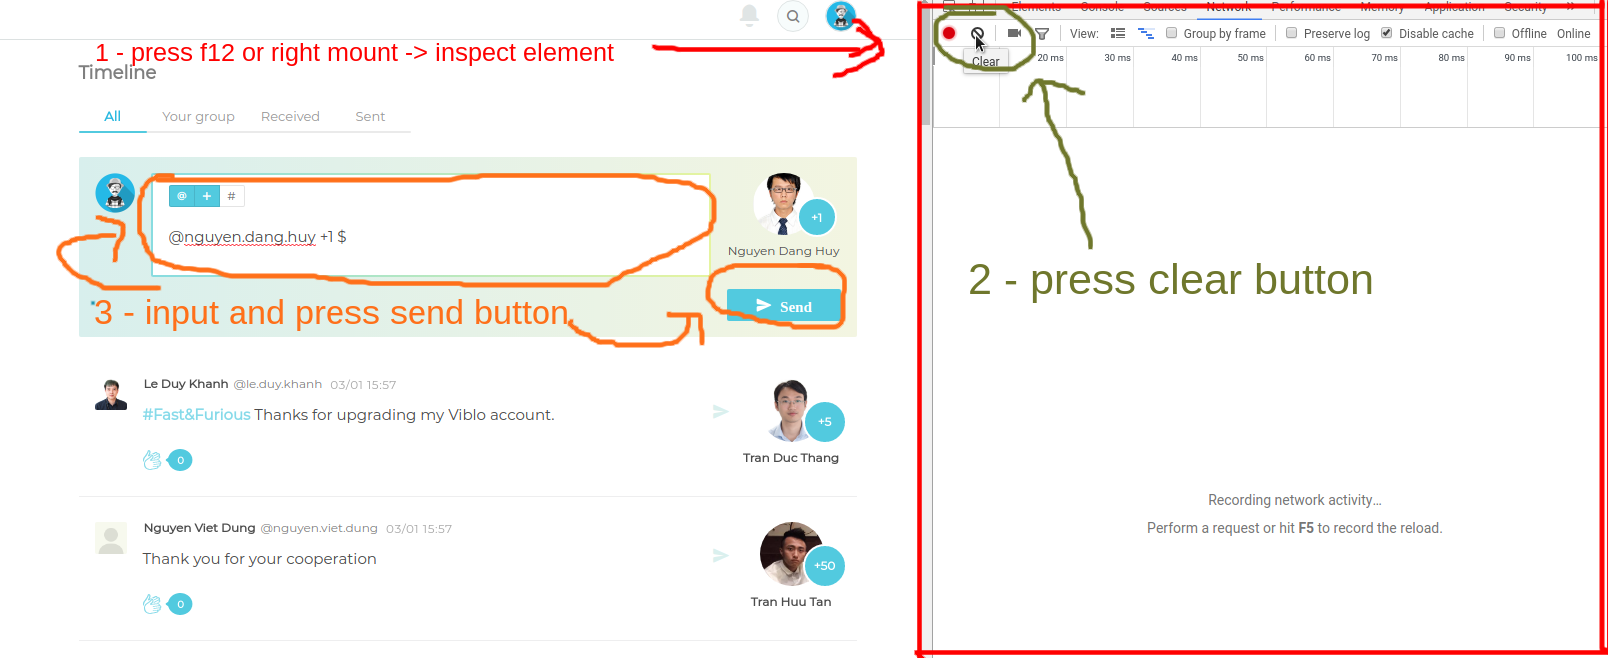 Elements Console Sources Network Performance Memory Application Security »
View: Group by frame Preserve log Disable cache Offline Online
1 - press f12 or right mount -> inspect element
Clear
20 ms 30 ms 40 ms 50 ms 60 ms 70 ms 80 ms 90 ms 100 ms
Timeline
All Your group Received Sent
@ + #
+1
@nguyen.dang.huy +1 $
Nguyen Dang Huy
2 - press clear button
3 - input and press send button
Send
Le Duy Khanh @le.duy.khanh 03/01 15:57
#Fast&Furious Thanks for upgrading my Viblo account.
+5
0
Tran Duc Thang
Recording network activity...
Perform a request or hit F5 to record the reload.
Nguyen Viet Dung @nguyen.viet.dung 03/01 15:57
Thank you for your cooperation
+50
0
Tran Huu Tan